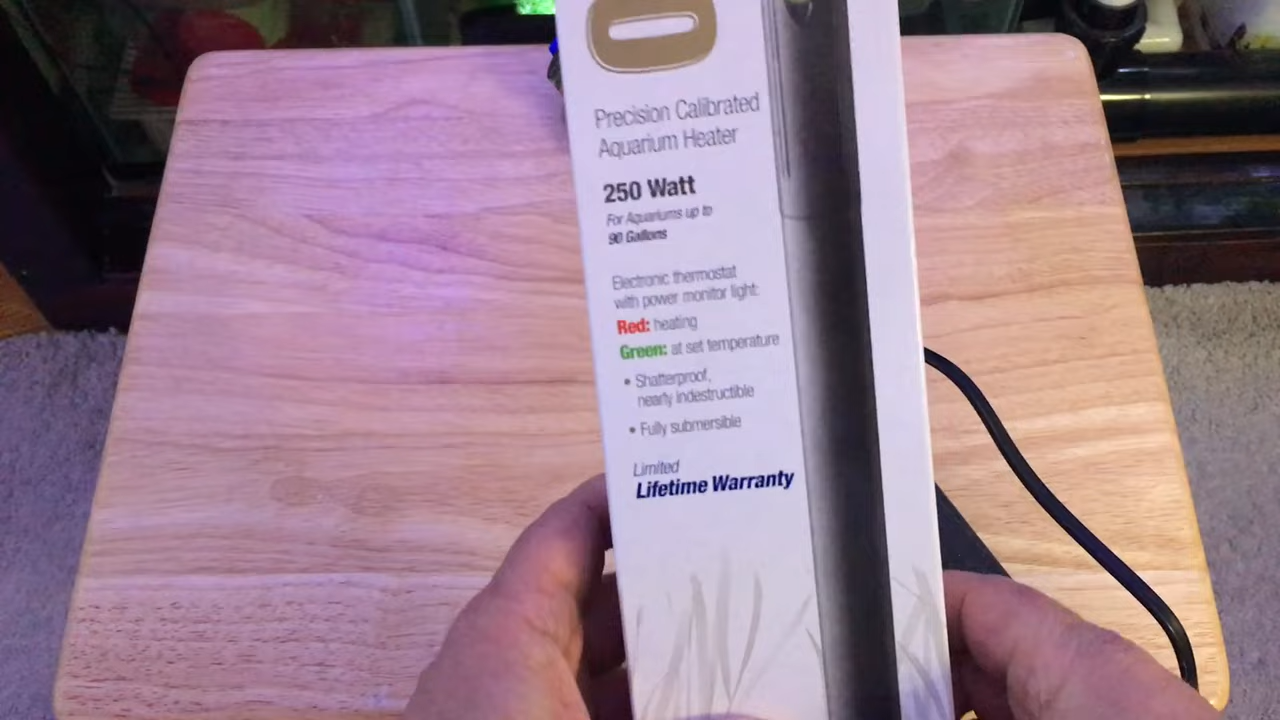 Precision Calibrated
Aquarium Heater
250 Watt
For Aquariums up to
90 Gallons
Electronic thermostat
with power monitor light:
Red: heating
Green: at set temperature
• Shatterproof,
nearly indestructible
• Fully submersible
Limited
Lifetime Warranty